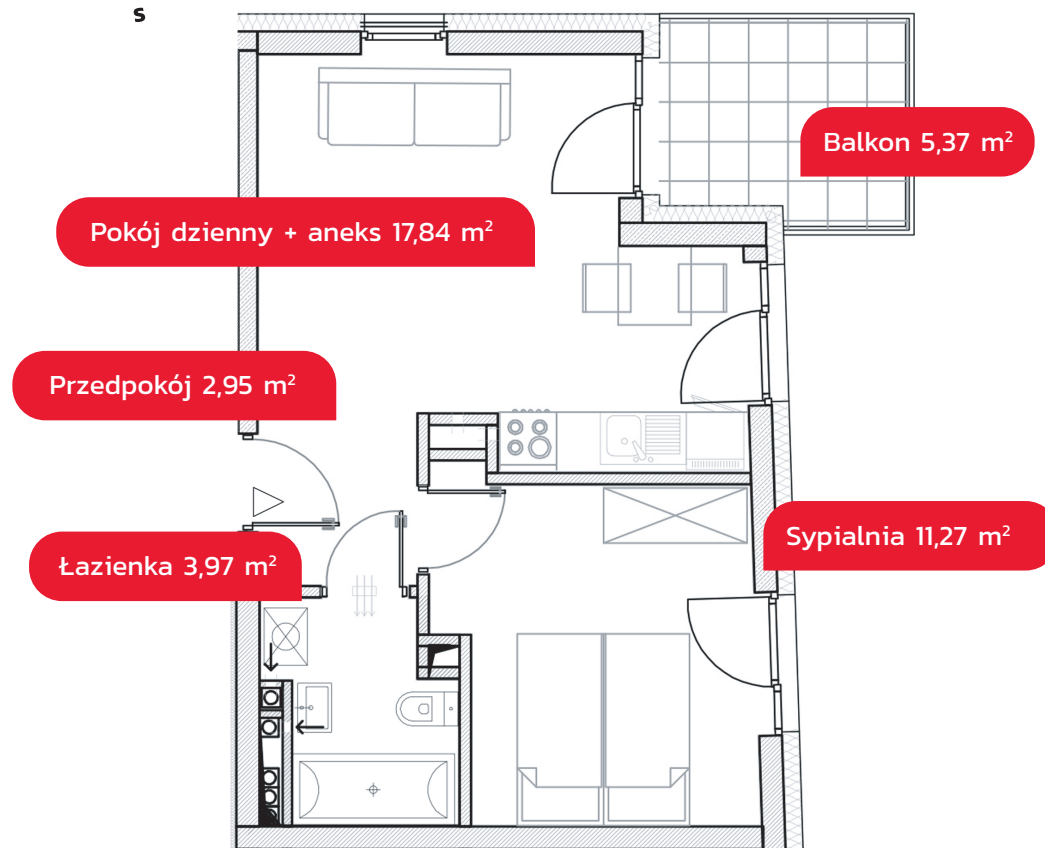 s
Balkon 5,37 m²
Pokój dzienny + aneks 17,84 m²
Przedpokój 2,95 m²
Sypialnia 11,27 m²
Łazienka 3,97 m²